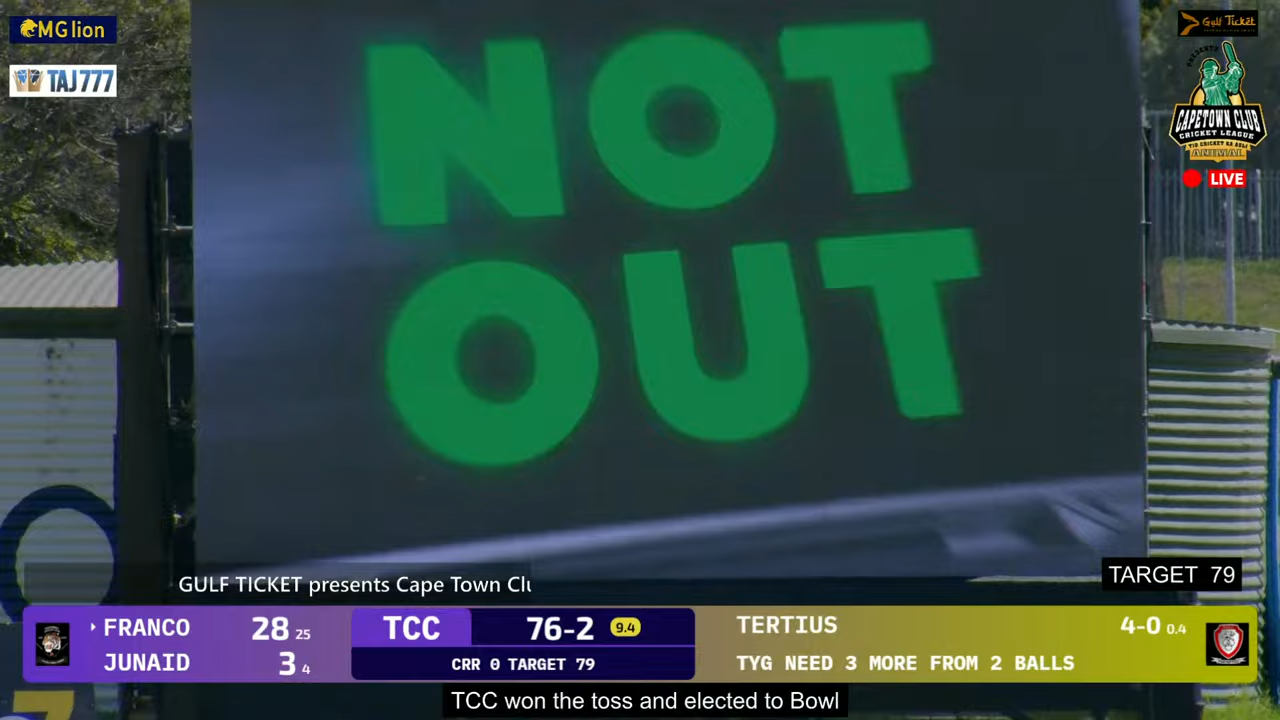 MG lion
TAJ777
NOT
OUT
Gulf Ticket
CAPETOWN CLUB
CRICKET LEAGUE
LIVE
GULF TICKET presents Cape Town Clu
TARGET 79
FRANCO 28 25
JUNAID 3 4
TCC 76-2 9.4
CRR 0 TARGET 79
TERTIUS 4-0 0.4
TYG NEED 3 MORE FROM 2 BALLS
TCC won the toss and elected to Bowl